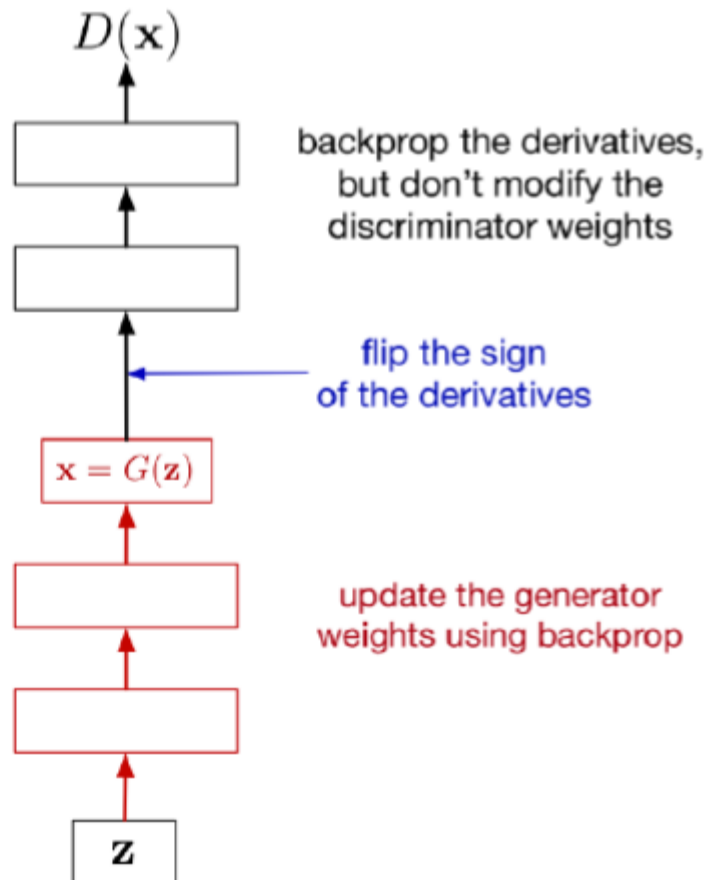 D(x)
backprop the derivatives,
but don't modify the
discriminator weights
flip the sign
of the derivatives
x = G(z)
update the generator
weights using backprop
z